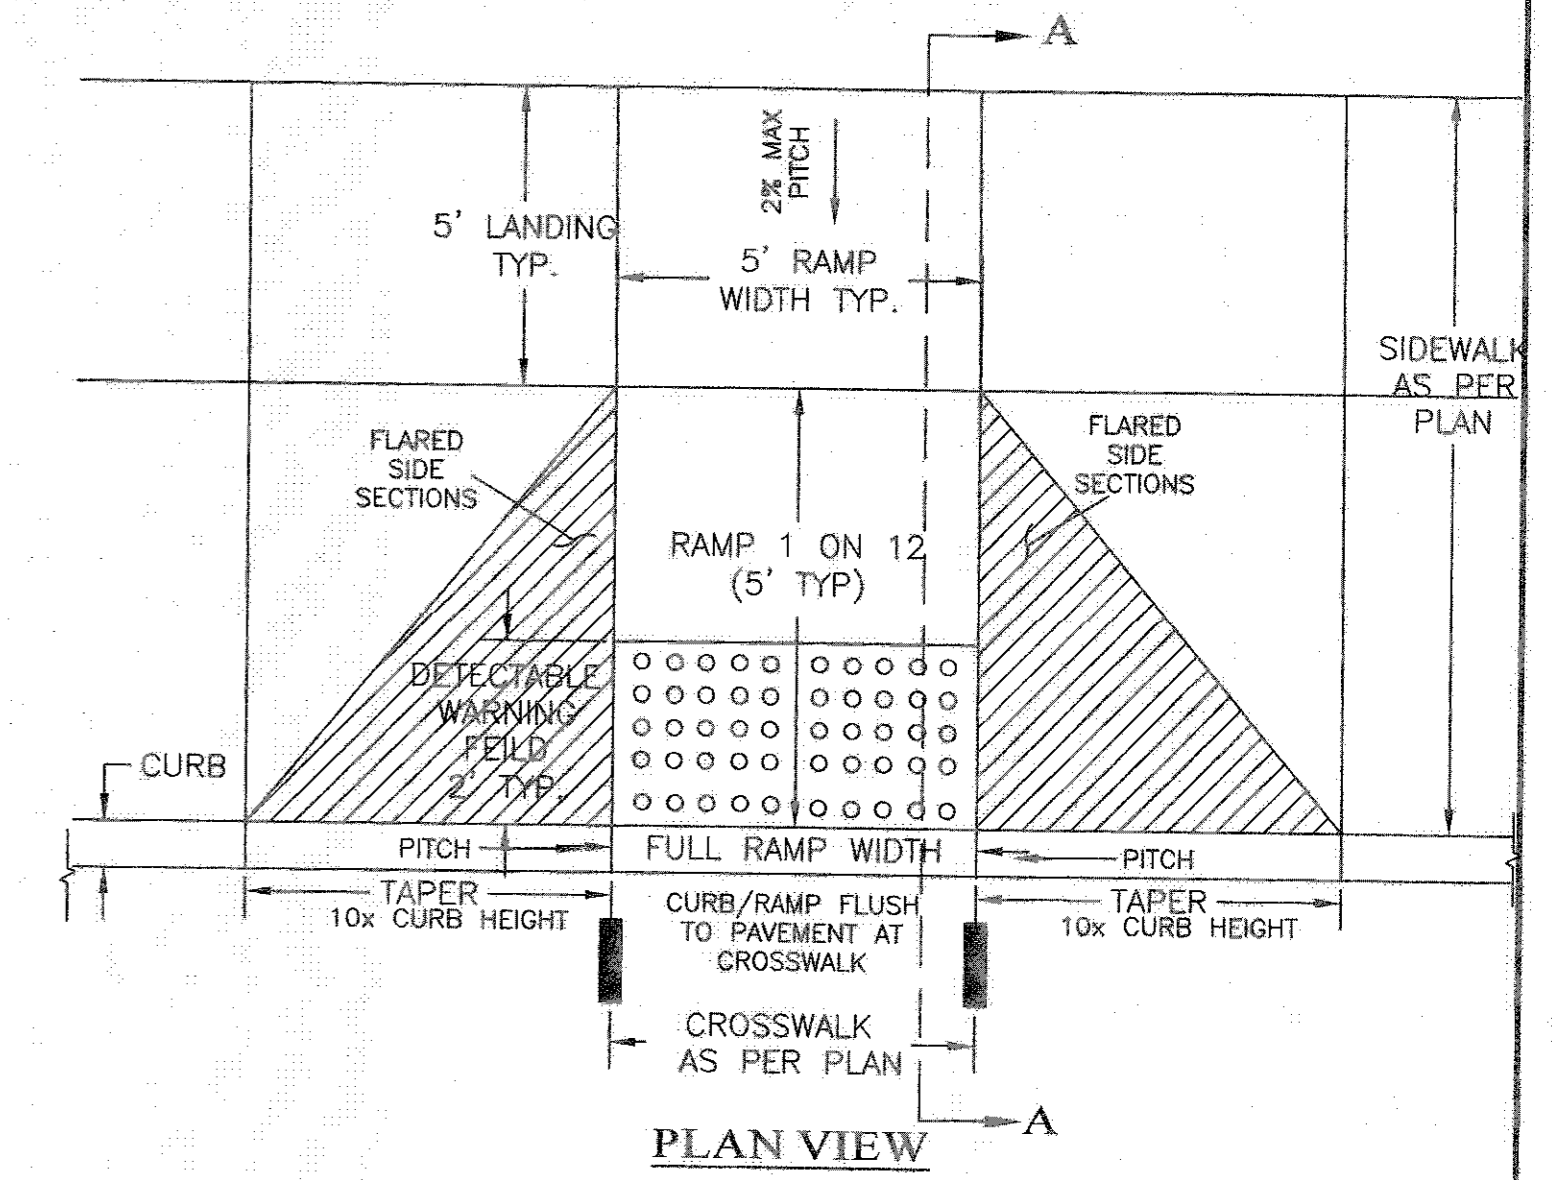 A
2% MAX
PITCH
5' LANDING
TYP.
5' RAMP
WIDTH TYP.
SIDEWALK
AS PER
PLAN
FLARED
SIDE
SECTIONS
FLARED
SIDE
SECTIONS
RAMP 1 ON 12
(5' TYP)
DETECTABLE
WARNING
FEILD
2' TYP.
CURB
PITCH
FULL RAMP WIDTH
PITCH
TAPER
10x CURB HEIGHT
CURB/RAMP FLUSH
TO PAVEMENT AT
CROSSWALK
TAPER
10x CURB HEIGHT
CROSSWALK
AS PER PLAN
A
PLAN VIEW